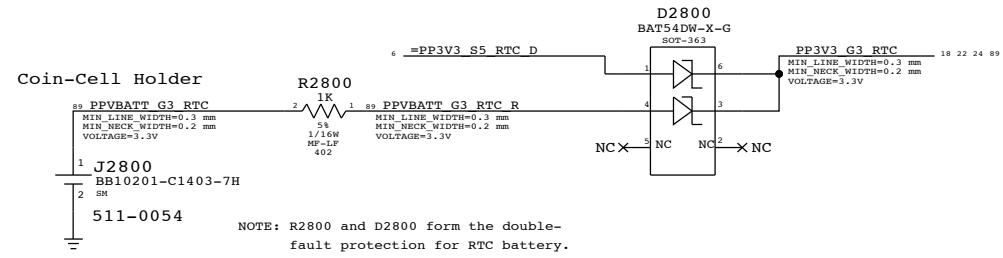 D2800
BAT54DW-X-G
SOT-363
6 =PP3V3_S5_RTC_D
PP3V3_G3_RTC 18 22 24 89
MIN_LINE_WIDTH=0.3 mm
MIN_NECK_WIDTH=0.2 mm
VOLTAGE=3.3V
1 6
Coin-Cell Holder
R2800
1K
89 PPVBATT_G3_RTC
2 1
89 PPVBATT_G3_RTC_R
4 3
MIN_LINE_WIDTH=0.3 mm
MIN_NECK_WIDTH=0.2 mm
VOLTAGE=3.3V
5%
1/16W
MF-LF
402
MIN_LINE_WIDTH=0.3 mm
MIN_NECK_WIDTH=0.2 mm
VOLTAGE=3.3V
NC 5 NC NC 2 NC
1
J2800
BB10201-C1403-7H
2 SM
511-0054
NOTE: R2800 and D2800 form the double-
fault protection for RTC battery.